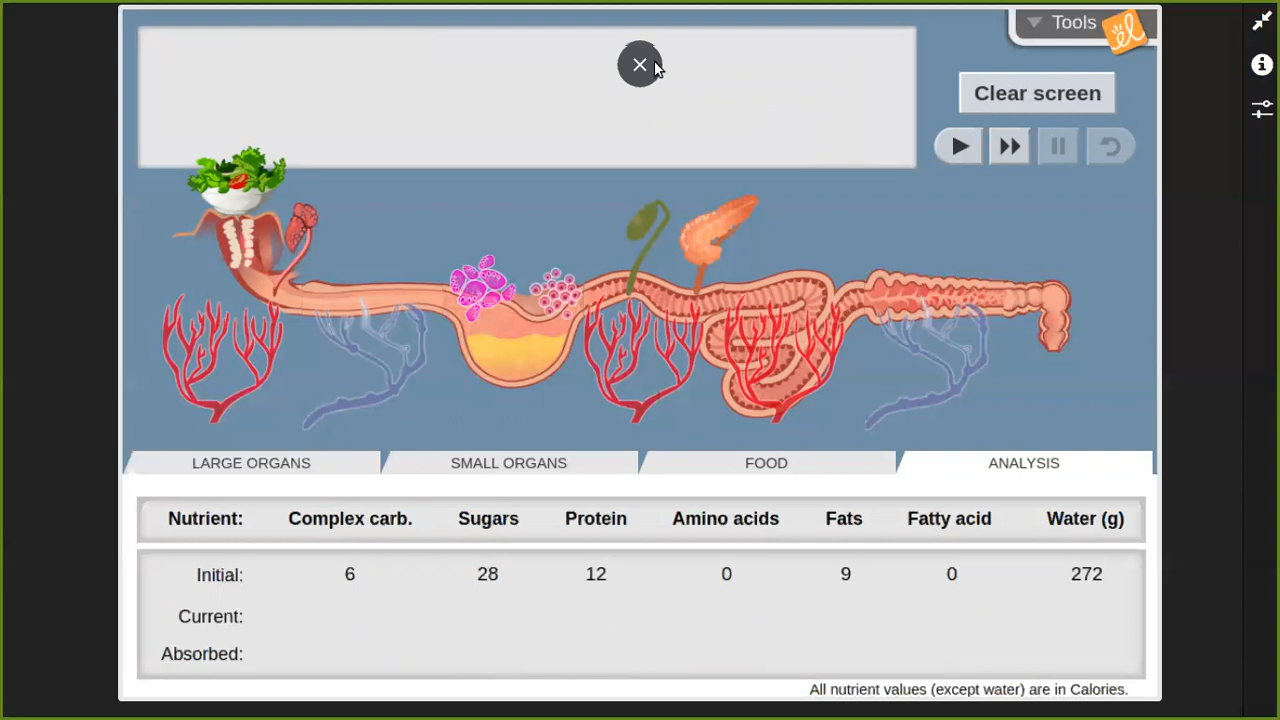 Tools
Clear screen
LARGE ORGANS SMALL ORGANS FOOD ANALYSIS
Nutrient: Complex carb. Sugars Protein Amino acids Fats Fatty acid Water (g)
Initial: 6 28 12 0 9 0 272
Current:
Absorbed:
All nutrient values (except water) are in Calories.